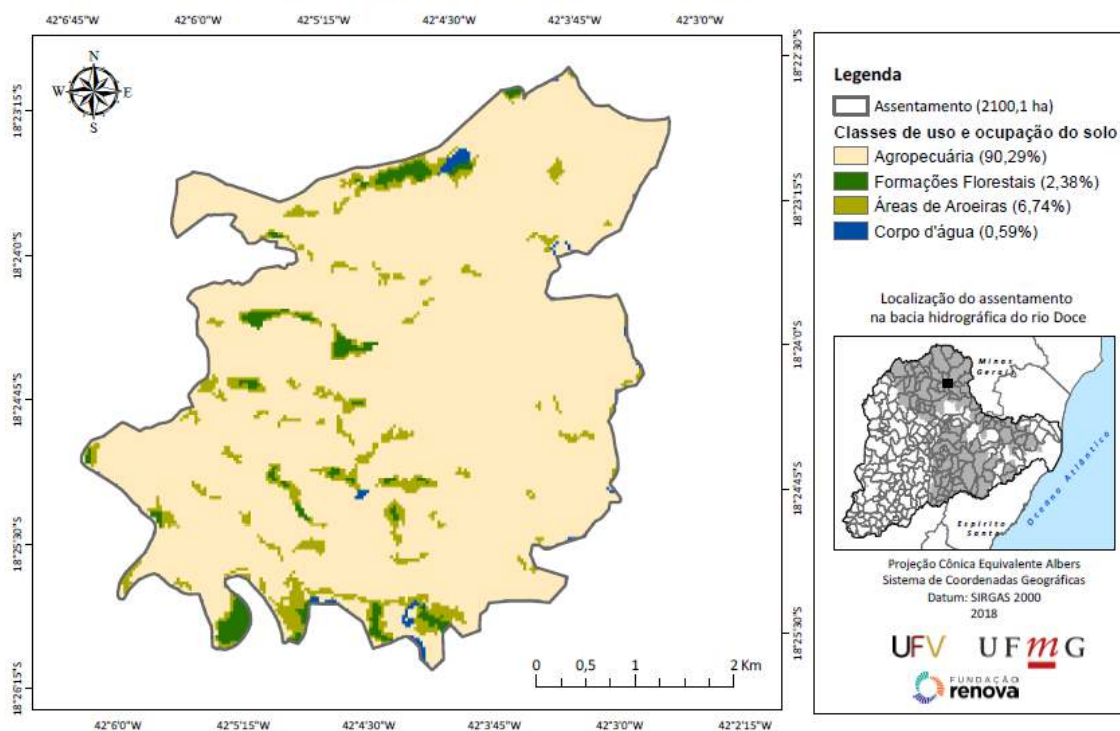 42°6'45"W 42°6'0"W 42°5'15"W 42°4'30"W 42°3'45"W 42°3'0"W
N
W E
S
18°23'15"S
18°24'0"S
18°24'45"S
18°25'30"S
18°26'15"S
18°22'30"S
18°23'15"S
18°24'0"S
18°24'45"S
18°25'30"S
0 0,5 1 2 Km
42°6'0"W 42°5'15"W 42°4'30"W 42°3'45"W 42°3'0"W 42°2'15"W
Legenda
Assentamento (2100,1 ha)
Classes de uso e ocupação do solo
Agropecuária (90,29%)
Formações Florestais (2,38%)
Áreas de Aroeiras (6,74%)
Corpo d'água (0,59%)
Localização do assentamento
na bacia hidrográfica do rio Doce
Minas
Gerais
Oceano Atlântico
Espírito
Santo
Projeção Cônica Equivalente Albers
Sistema de Coordenadas Geográficas
Datum: SIRGAS 2000
2018
UFV UFmG
FUNDAÇÃO
renova